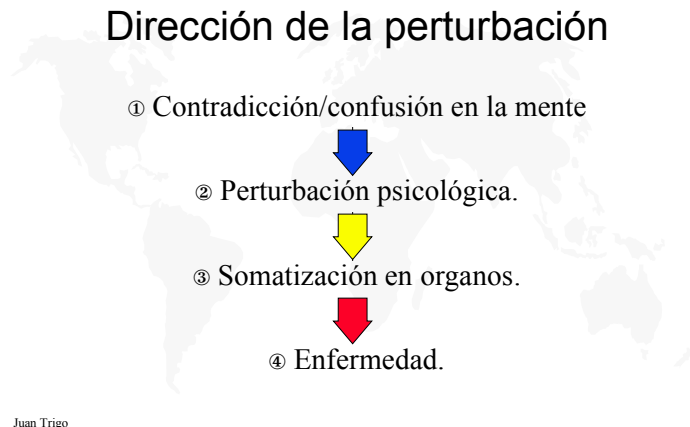 Dirección de la perturbación
① Contradicción/confusión en la mente
② Perturbación psicológica.
③ Somatización en organos.
④ Enfermedad.
Juan Trigo